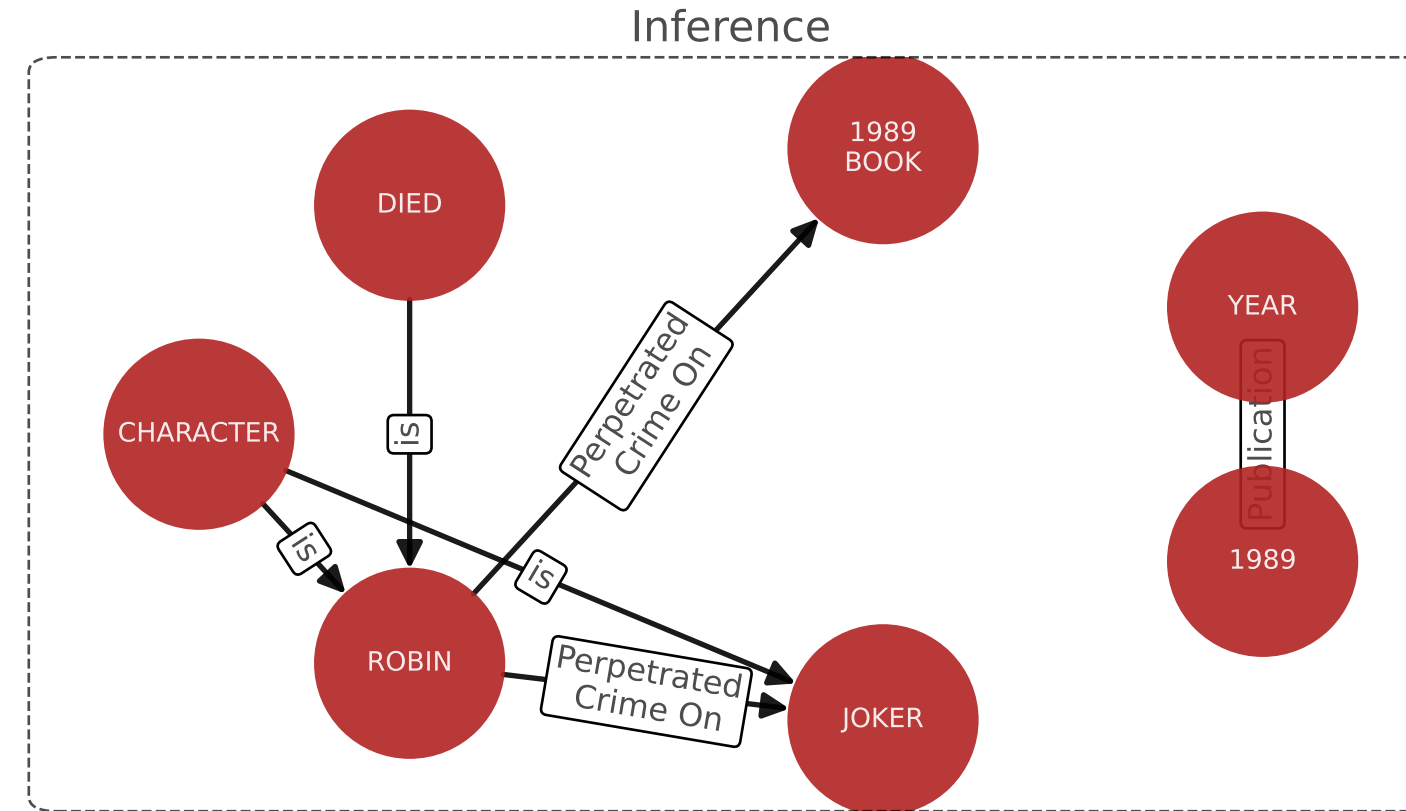 Inference
1989
BOOK
DIED
YEAR
Perpetrated
Crime On
Publication
CHARACTER
is
is
is
1989
ROBIN
Perpetrated
Crime On
JOKER